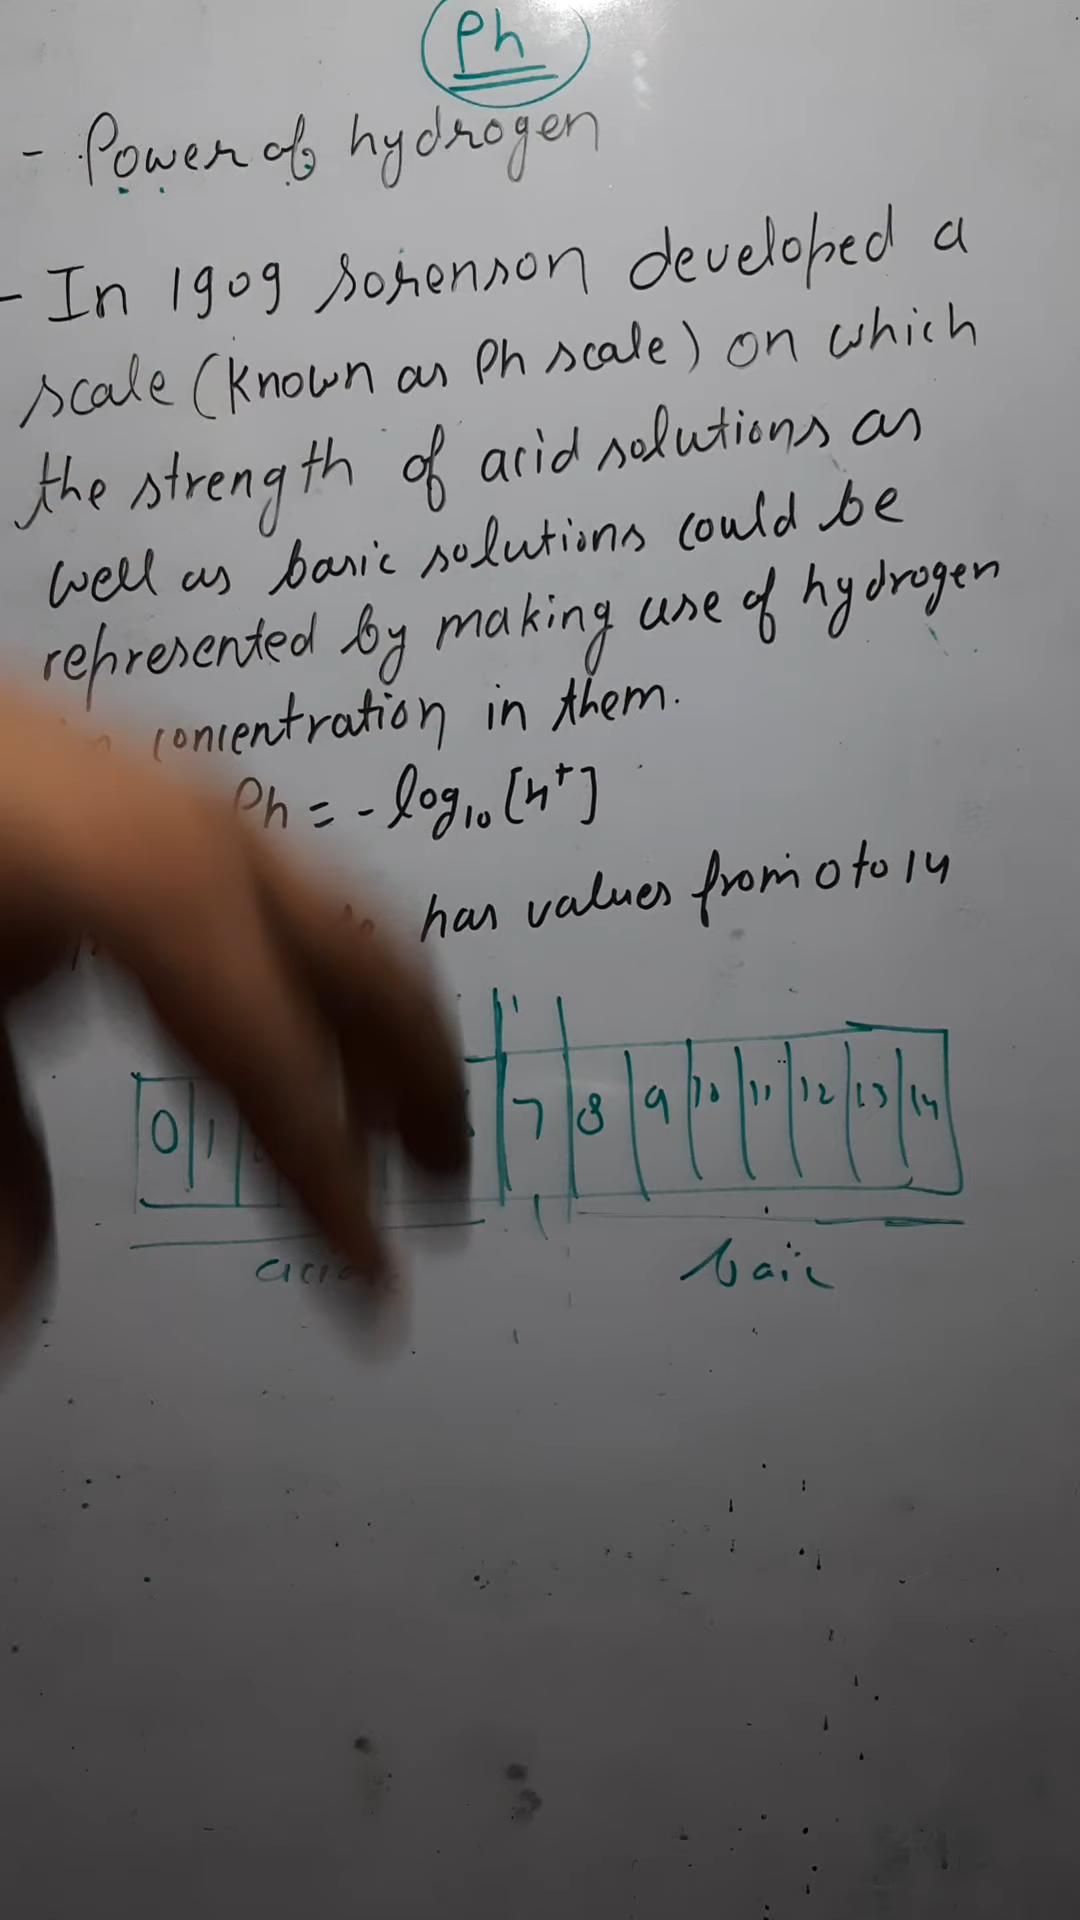 Ph
- Power of hydrogen
- In 1909 sorenson developed a
scale (known as Ph scale) on which
the strength of acid solutions as
well as basic solutions could be
represented by making use of hydrogen
concentration in them.
Ph = - log₁₀ [H⁺]
has values from 0 to 14
0 1 7 8 9 10 11 12 13 14
baic